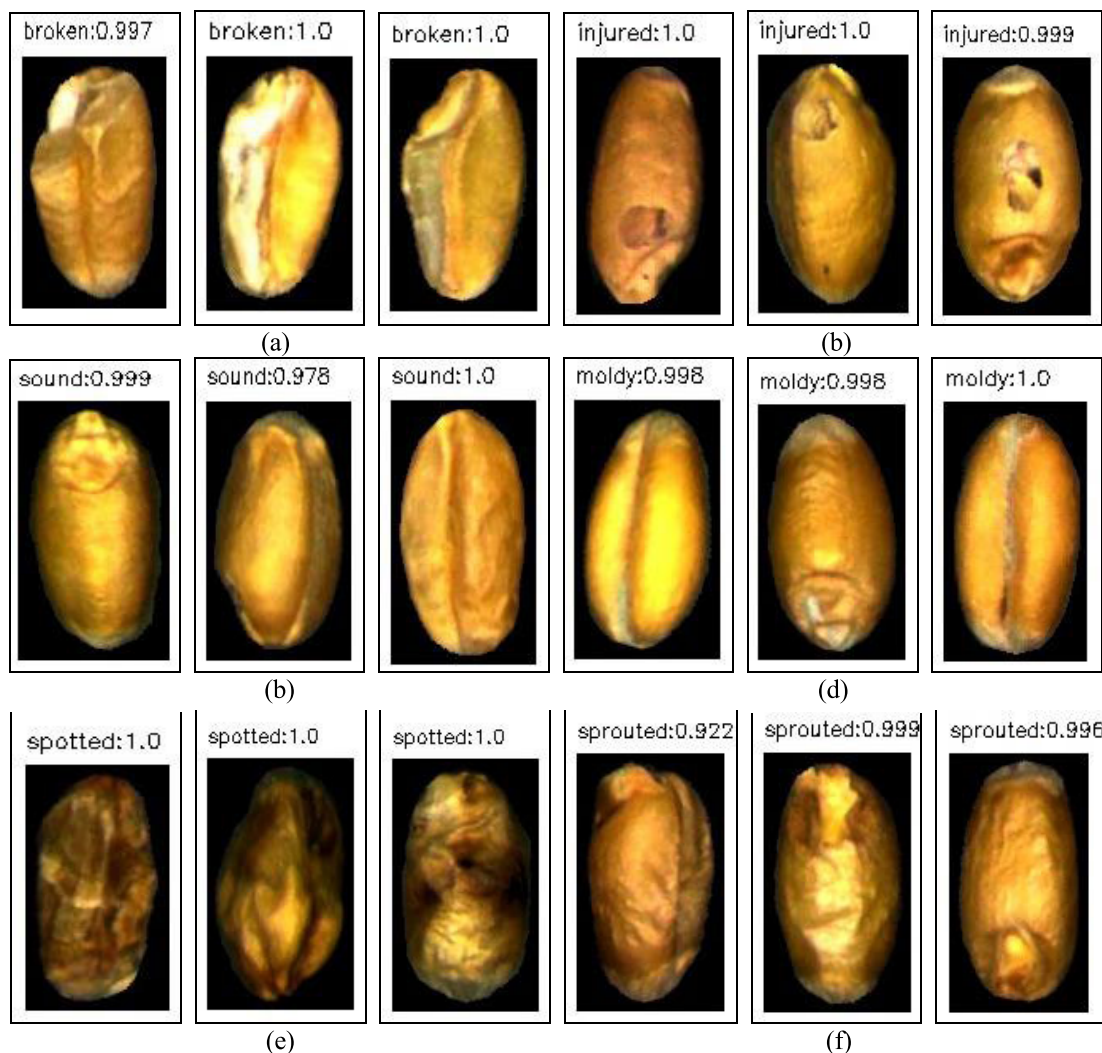 broken:0.997 broken:1.0 broken:1.0 injured:1.0 injured:1.0 injured:0.999
(a) (b)
sound:0.999 sound:0.978 sound:1.0 moldy:0.998 moldy:0.998 moldy:1.0
(b) (d)
spotted:1.0 spotted:1.0 spotted:1.0 sprouted:0.922 sprouted:0.999 sprouted:0.996
(e) (f)